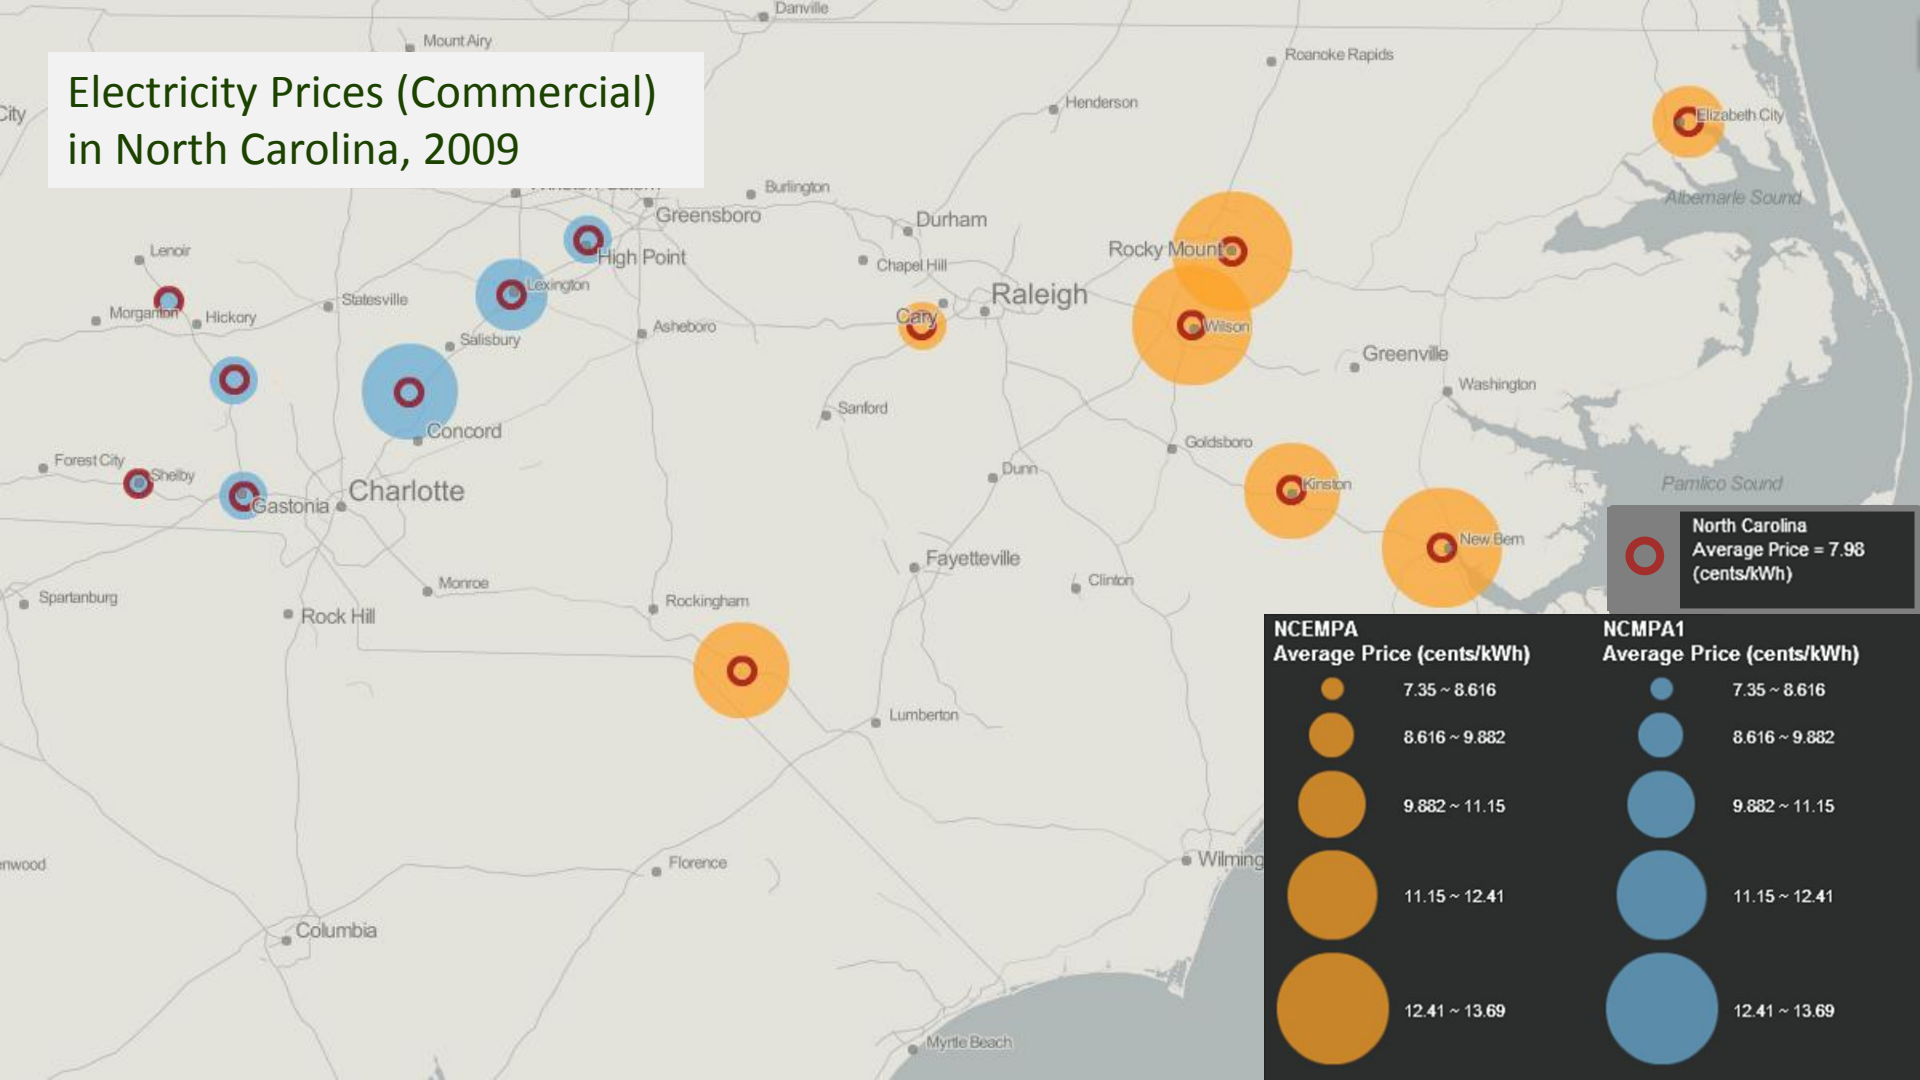 Danville
Mount Airy
Roanoke Rapids
Electricity Prices (Commercial)
in North Carolina, 2009
City
Henderson
Elizabeth City
Burlington
Albemarle Sound
Greensboro
Durham
Lenoir
Rocky Mount
High Point
Chapel Hill
Lexington
Raleigh
Statesville
Morganton
Hickory
Cary
Asheboro
Wilson
Salisbury
Greenville
Washington
Sanford
Concord
Goldsboro
Forest City
Shelby
Dunn
Kinston
Pamlico Sound
Charlotte
Gastonia
New Bern
North Carolina
Average Price = 7.98
(cents/kWh)
Fayetteville
Clinton
Monroe
Spartanburg
Rockingham
Rock Hill
NCEMPA
Average Price (cents/kWh)
7.35 ~ 8.616
8.616 ~ 9.882
9.882 ~ 11.15
11.15 ~ 12.41
12.41 ~ 13.69
NCMPA1
Average Price (cents/kWh)
7.35 ~ 8.616
8.616 ~ 9.882
9.882 ~ 11.15
11.15 ~ 12.41
12.41 ~ 13.69
Lumberton
enwood
Florence
Wilming
Columbia
Myrtle Beach